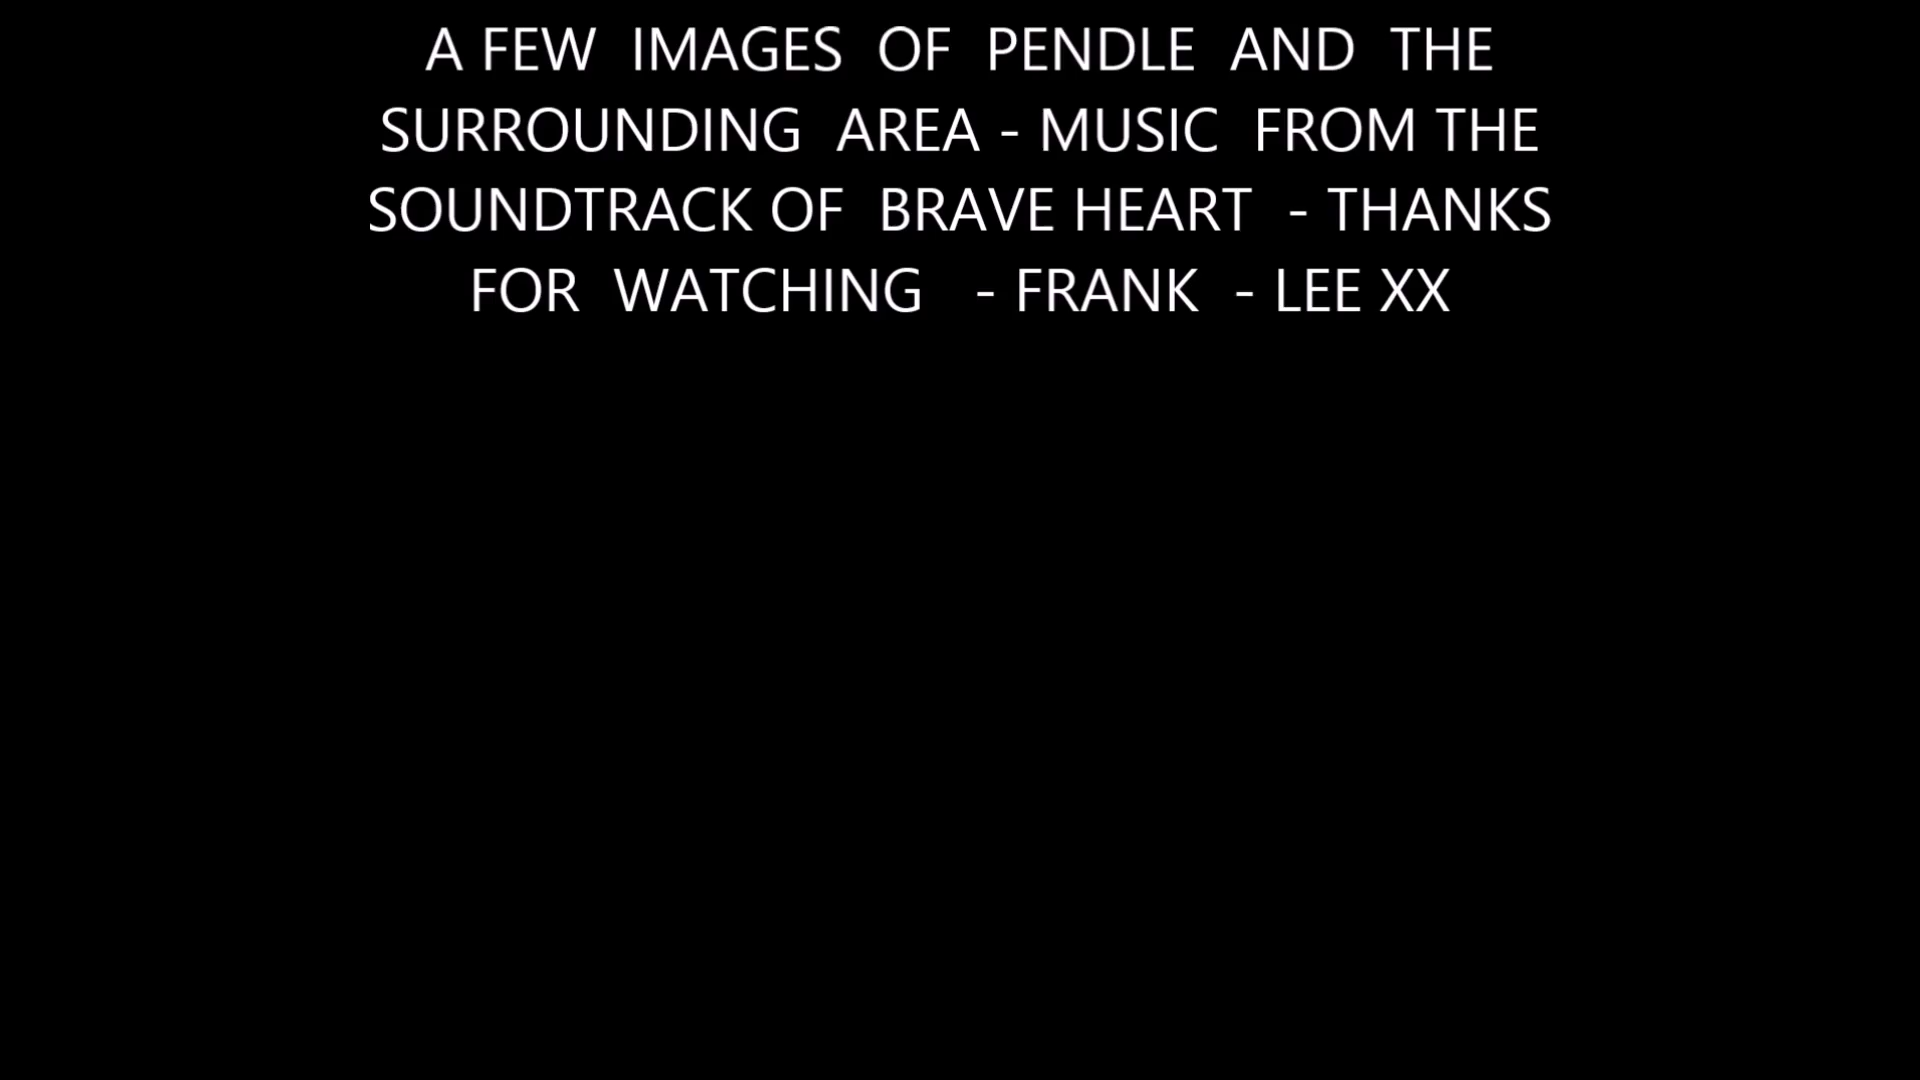 A FEW  IMAGES  OF  PENDLE  AND  THE
SURROUNDING  AREA - MUSIC  FROM THE
SOUNDTRACK OF  BRAVE HEART  - THANKS
FOR  WATCHING   - FRANK  - LEE XX